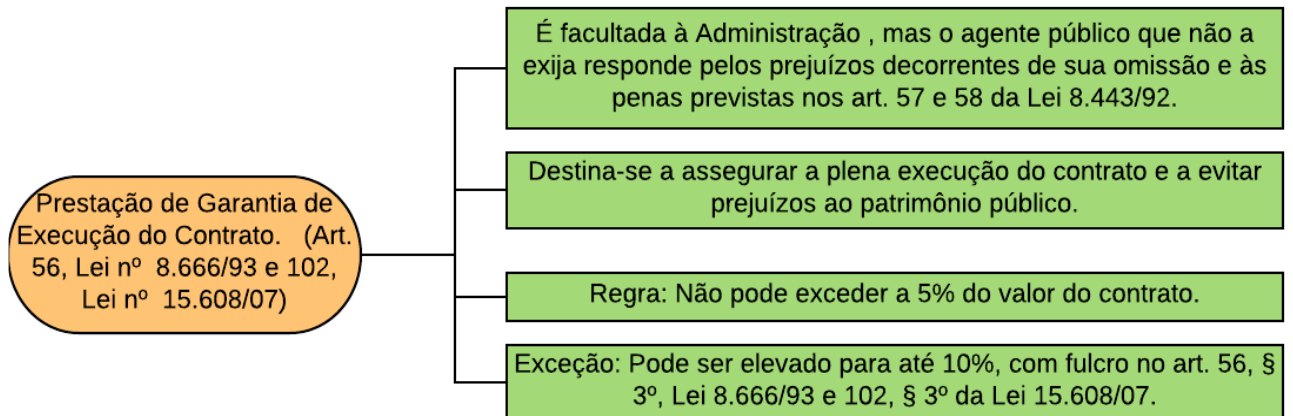 Prestação de Garantia de
Execução do Contrato. (Art.
56, Lei nº 8.666/93 e 102,
Lei nº 15.608/07)
É facultada à Administração , mas o agente público que não a
exija responde pelos prejuízos decorrentes de sua omissão e às
penas previstas nos art. 57 e 58 da Lei 8.443/92.
Destina-se a assegurar a plena execução do contrato e a evitar
prejuízos ao patrimônio público.
Regra: Não pode exceder a 5% do valor do contrato.
Exceção: Pode ser elevado para até 10%, com fulcro no art. 56, §
3º, Lei 8.666/93 e 102, § 3º da Lei 15.608/07.